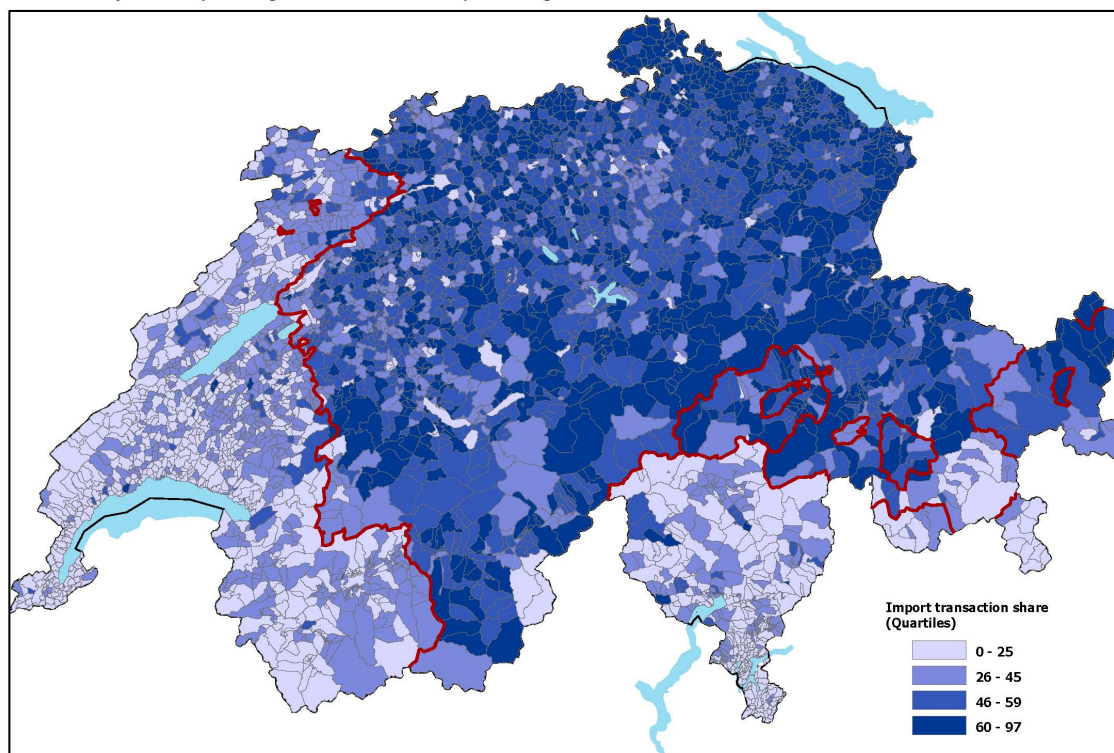 Import transaction share
(Quartiles)
0 - 25
26 - 45
46 - 59
60 - 97